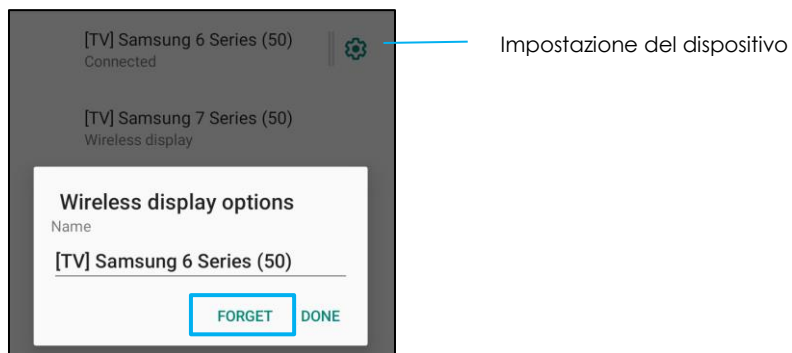 [TV] Samsung 6 Series (50)
Connected
Impostazione del dispositivo
[TV] Samsung 7 Series (50)
Wireless display
Wireless display options
Name
[TV] Samsung 6 Series (50)
FORGET DONE